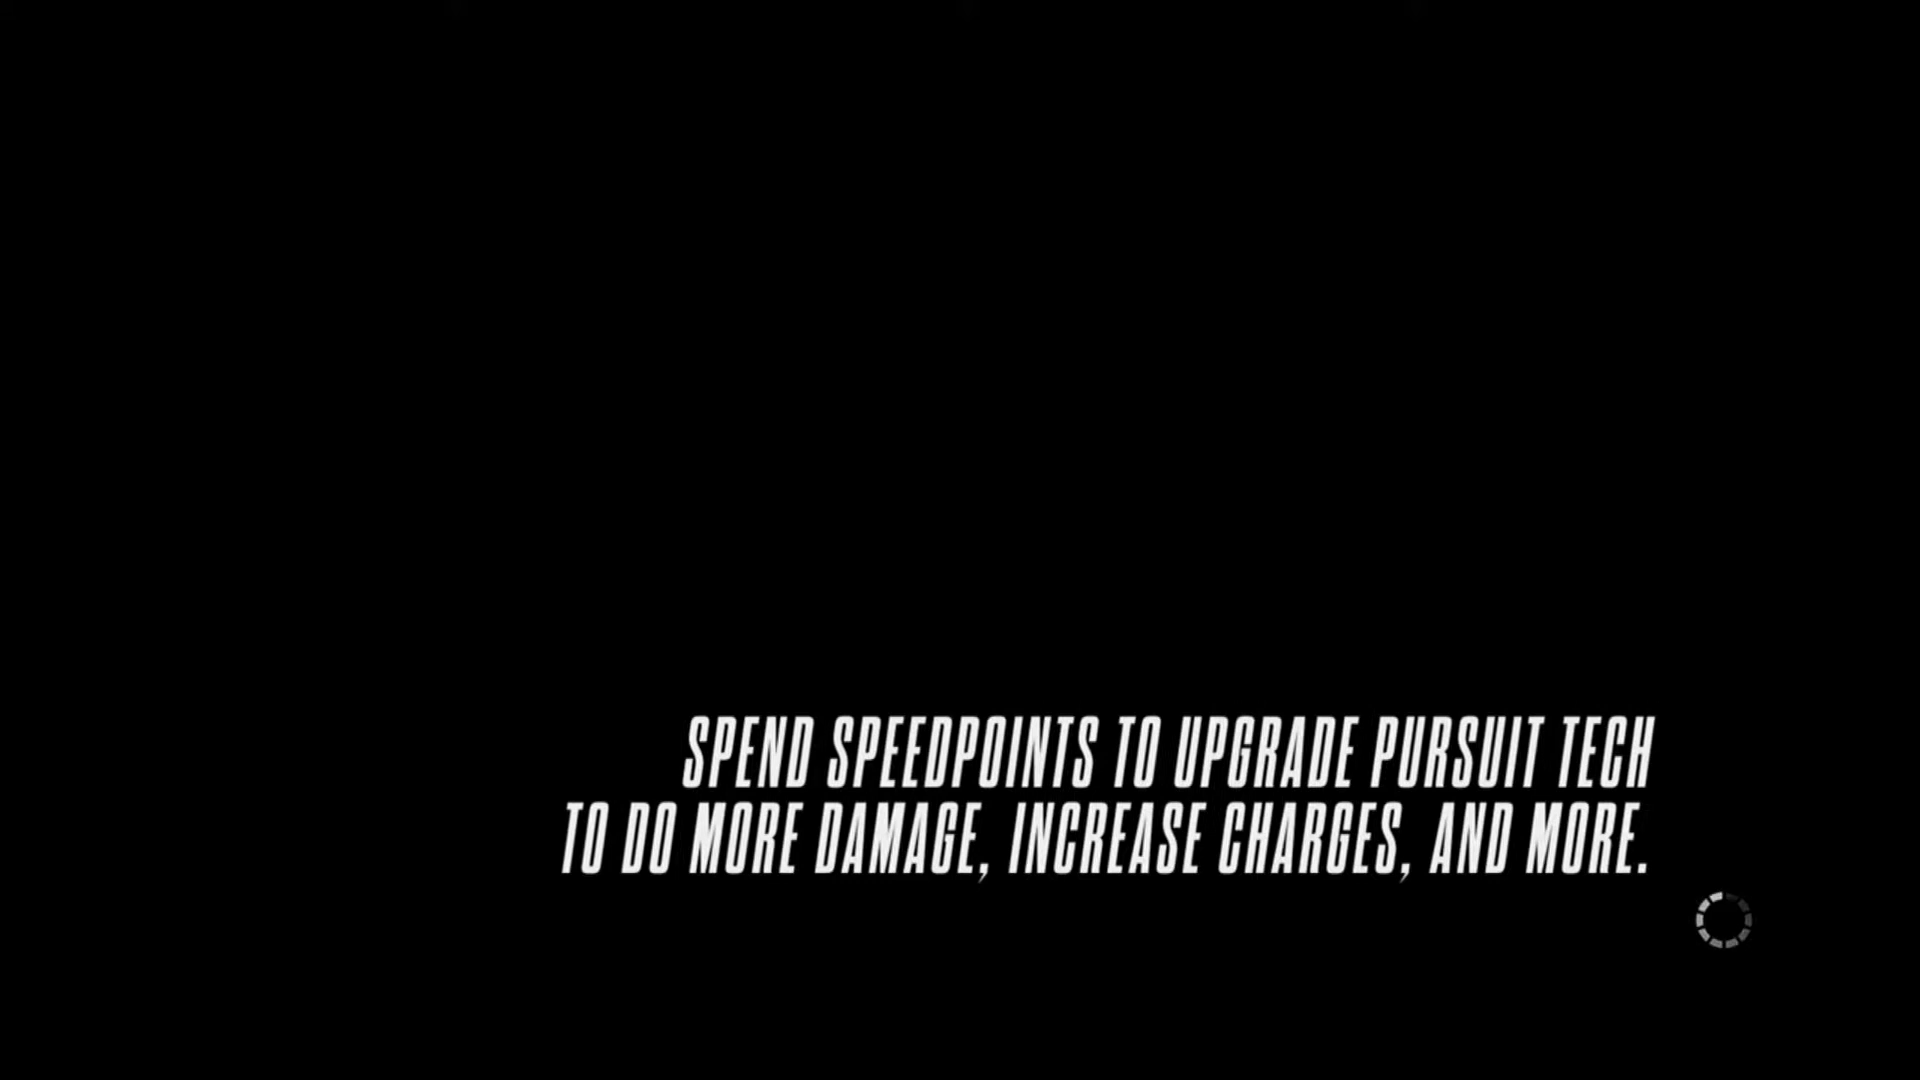 SPEND SPEEDPOINTS TO UPGRADE PURSUIT TECH
TO DO MORE DAMAGE, INCREASE CHARGES, AND MORE.